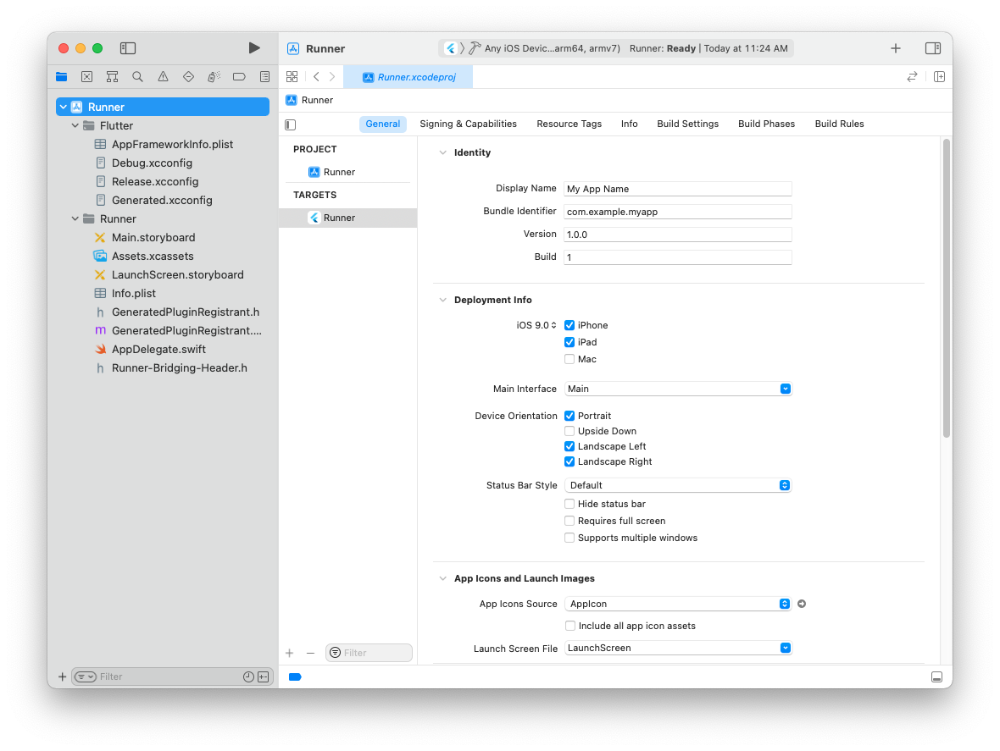 Runner
Any iOS Devic...arm64, armv7)
Runner: Ready | Today at 11:24 AM
Runner.xcodeproj
Runner
Runner
Flutter
AppFrameworkInfo.plist
Debug.xcconfig
Release.xcconfig
Generated.xcconfig
Runner
Main.storyboard
Assets.xcassets
LaunchScreen.storyboard
Info.plist
h GeneratedPluginRegistrant.h
m GeneratedPluginRegistrant....
AppDelegate.swift
h Runner-Bridging-Header.h
Filter
General Signing & Capabilities Resource Tags Info Build Settings Build Phases Build Rules
PROJECT
Runner
TARGETS
Runner
Filter
Identity
Display Name My App Name
Bundle Identifier com.example.myapp
Version 1.0.0
Build 1
Deployment Info
iOS 9.0 iPhone
iPad
Mac
Main Interface Main
Device Orientation Portrait
Upside Down
Landscape Left
Landscape Right
Status Bar Style Default
Hide status bar
Requires full screen
Supports multiple windows
App Icons and Launch Images
App Icons Source AppIcon
Include all app icon assets
Launch Screen File LaunchScreen